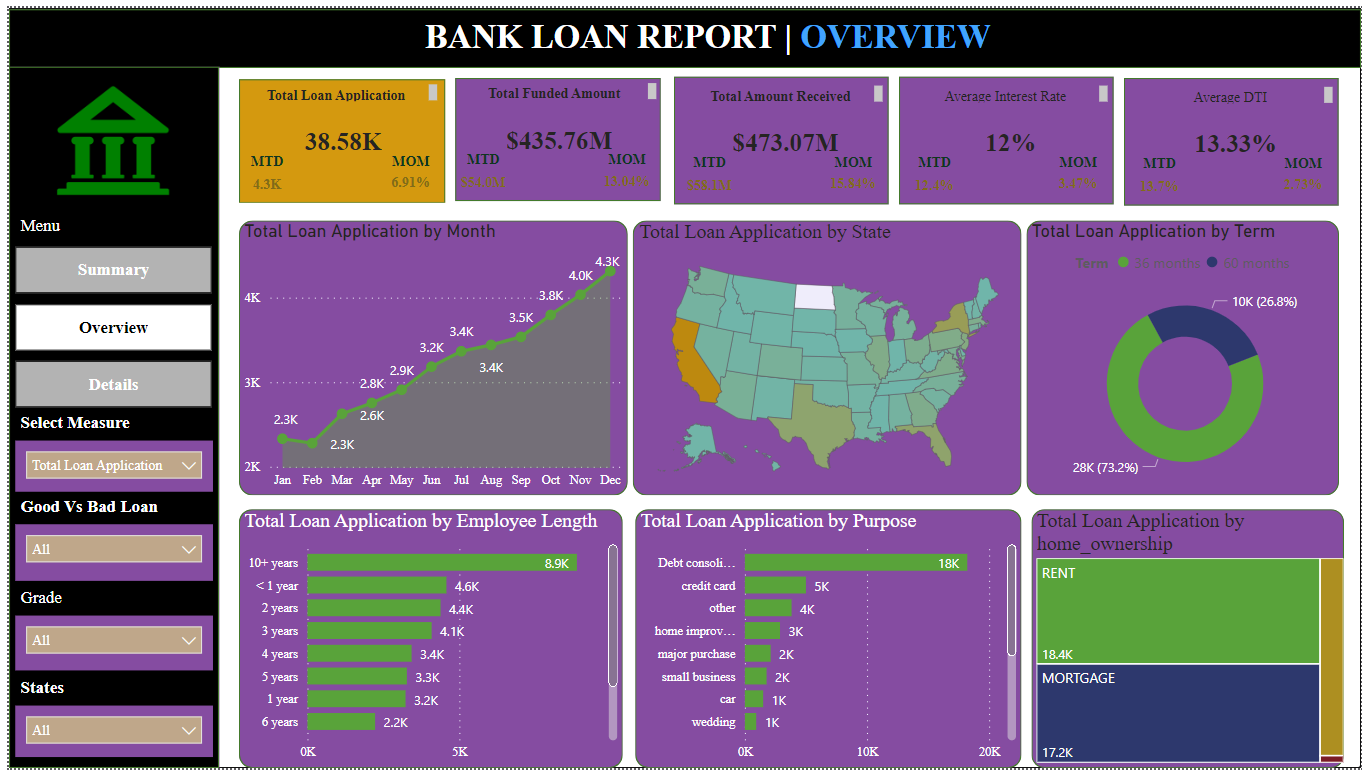 BANK LOAN REPORT | OVERVIEW
Menu
Summary
Overview
Details
Select Measure
Total Loan Application
Good Vs Bad Loan
All
Grade
All
States
All
Total Loan Application
38.58K
MTD MOM
4.3K 6.91%
Total Funded Amount
$435.76M
MTD MOM
Total Amount Received
$473.07M
MTD MOM
Average Interest Rate
12%
MTD MOM
Average DTI
13.33%
MTD MOM
Total Loan Application by Month
4K
3K
2K
2.3K
2.3K
2.6K
2.8K
2.9K
3.2K
3.4K
3.4K
3.5K
3.8K
4.0K
4.3K
Jan Feb Mar Apr May Jun Jul Aug Sep Oct Nov Dec
Total Loan Application by State
Total Loan Application by Term
Term 36 months 60 months
10K (26.8%)
28K (73.2%)
Total Loan Application by Employee Length
10+ years 8.9K
< 1 year 4.6K
2 years 4.4K
3 years 4.1K
4 years 3.4K
5 years 3.3K
1 year 3.2K
6 years 2.2K
0K 5K
Total Loan Application by Purpose
Debt consoli... 18K
credit card 5K
other 4K
home improv... 3K
major purchase 2K
small business 2K
car 1K
wedding 1K
0K 10K 20K
Total Loan Application by
home_ownership
RENT
18.4K
MORTGAGE
17.2K